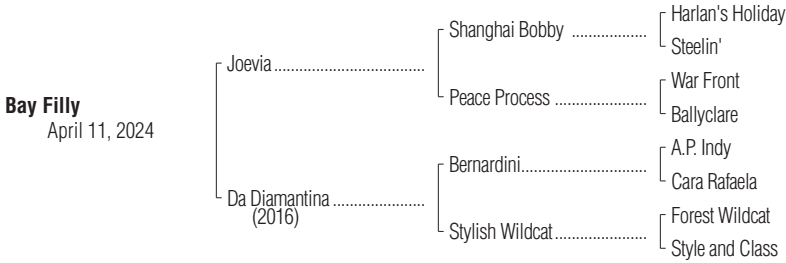 Harlan's Holiday
Shanghai Bobby ..................
Steelin'
Joevia ...................................
War Front
Peace Process ......................
Ballyclare
Bay Filly
April 11, 2024
A.P. Indy
Bernardini..............................
Cara Rafaela
Da Diamantina .....................
(2016)
Forest Wildcat
Stylish Wildcat......................
Style and Class